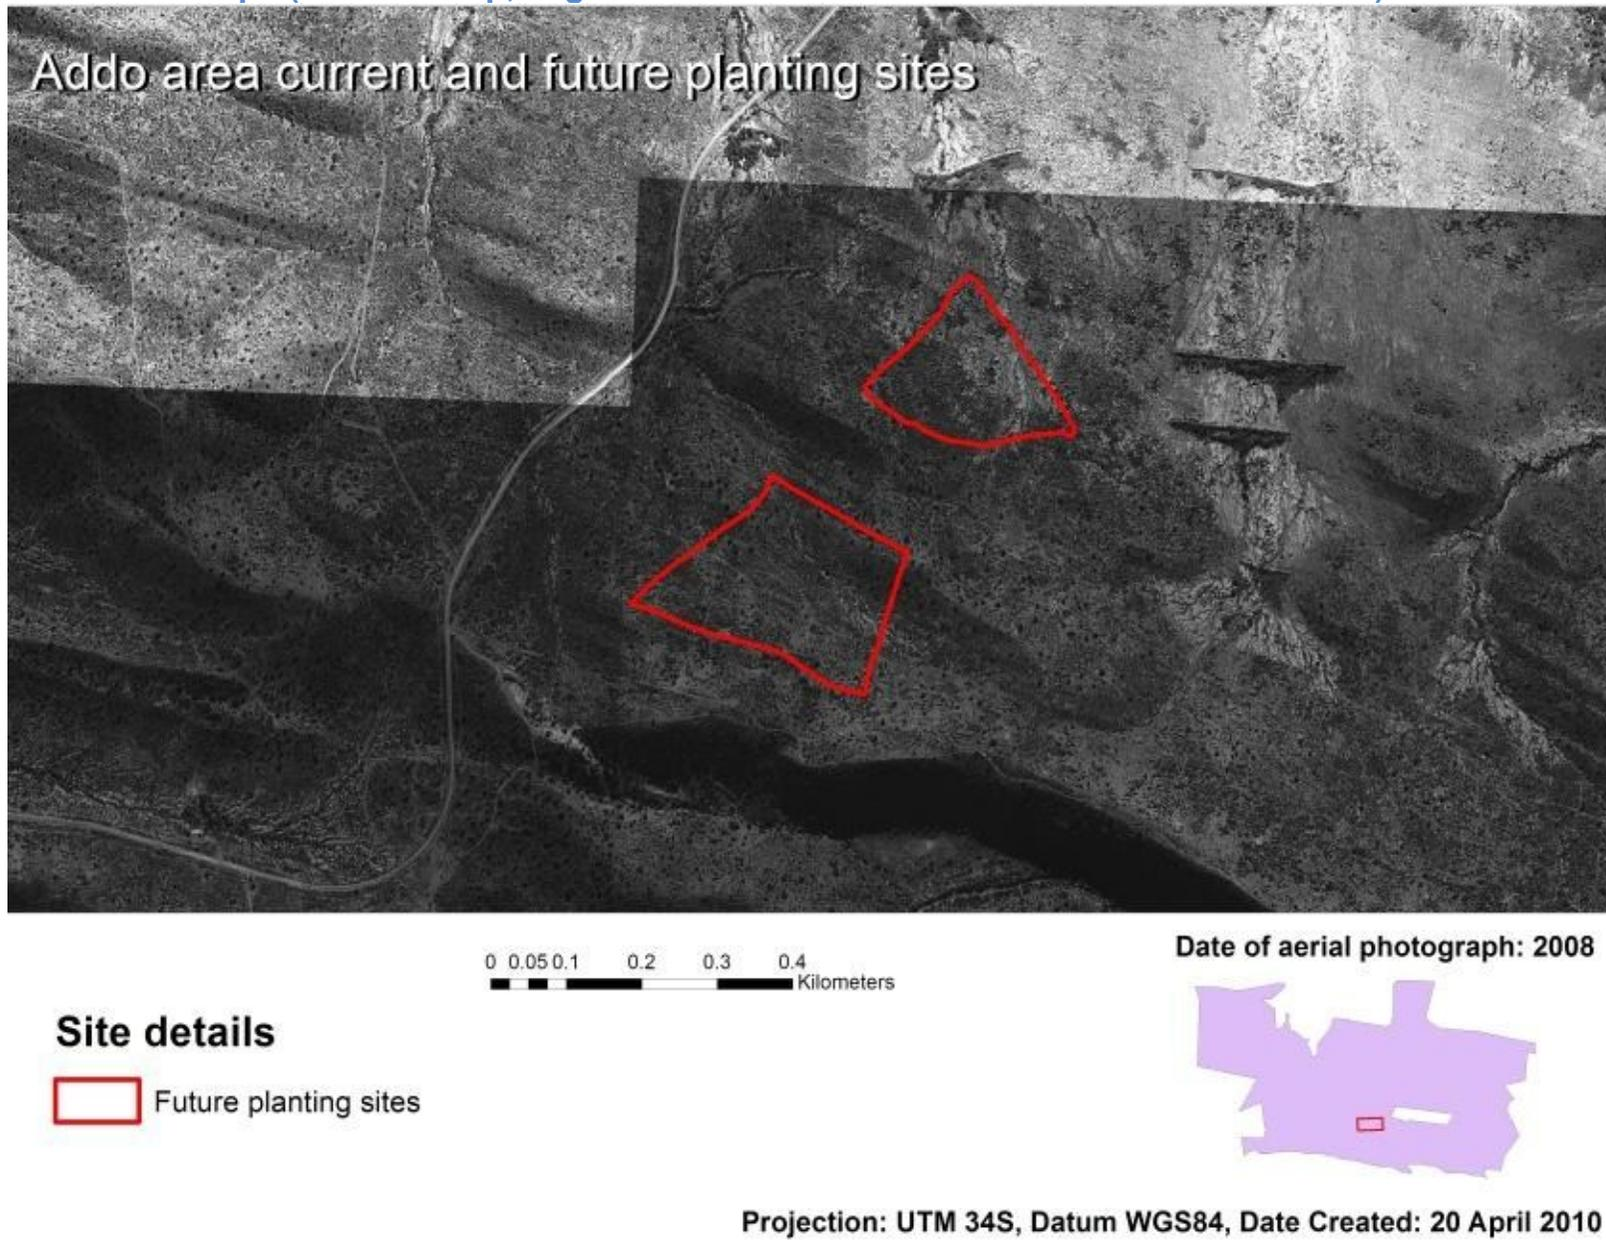 Addo area current and future planting sites
Date of aerial photograph: 2008
0 0.05 0.1 0.2 0.3 0.4
Kilometers
Site details
Future planting sites
Projection: UTM 34S, Datum WGS84, Date Created: 20 April 2010